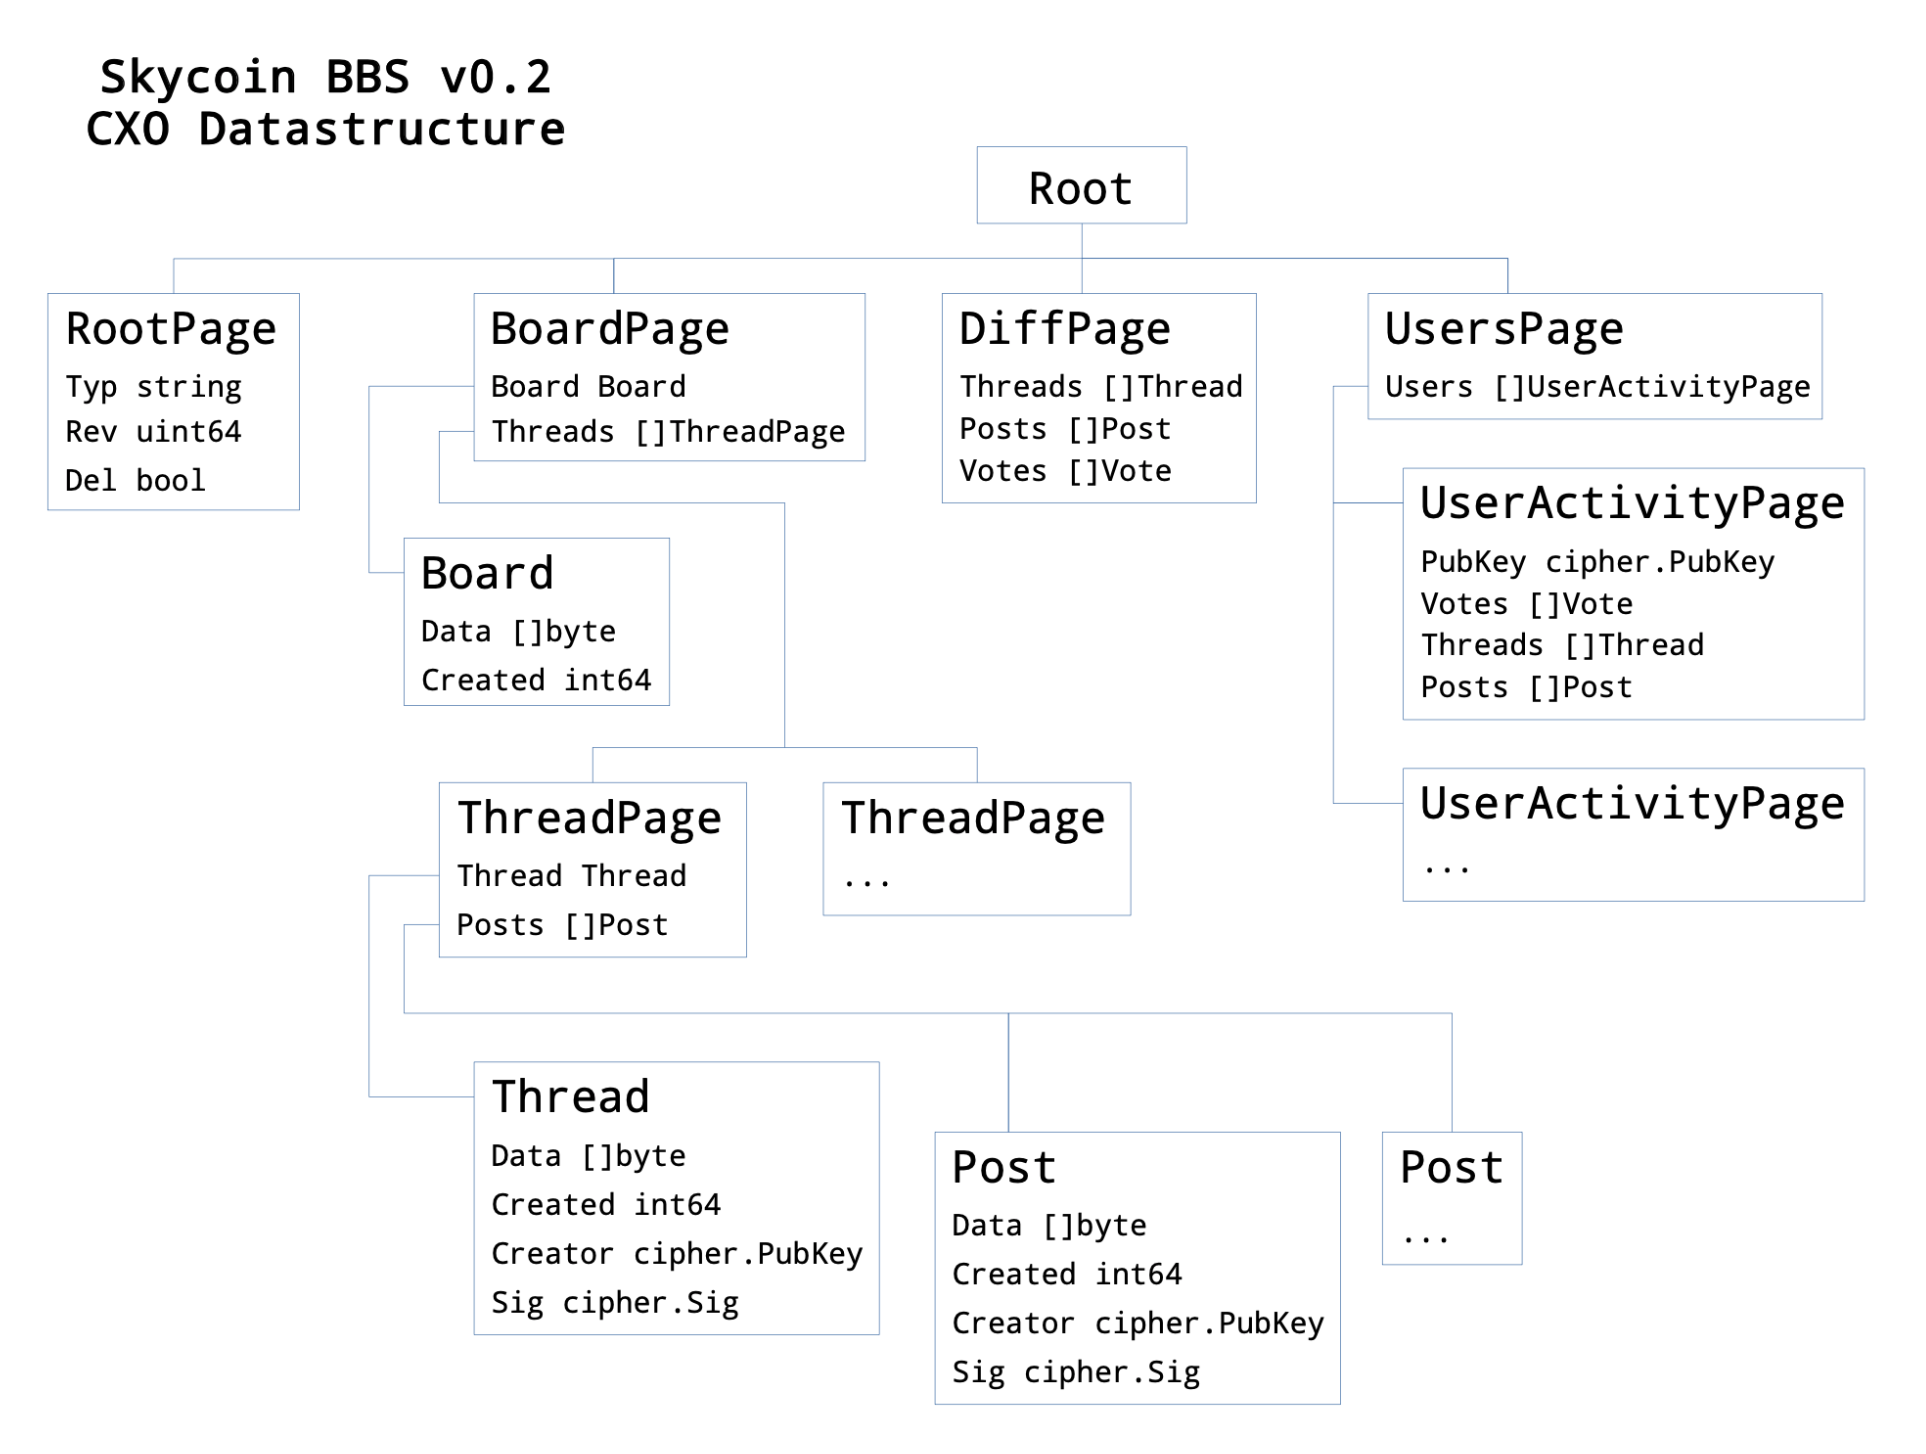 Skycoin BBS v0.2
CXO Datastructure
Root
RootPage
Typ string
Rev uint64
Del bool
BoardPage
Board Board
Threads []ThreadPage
DiffPage
Threads []Thread
Posts []Post
Votes []Vote
UsersPage
Users []UserActivityPage
UserActivityPage
PubKey cipher.PubKey
Votes []Vote
Threads []Thread
Posts []Post
Board
Data []byte
Created int64
ThreadPage
Thread Thread
Posts []Post
ThreadPage
...
UserActivityPage
...
Thread
Data []byte
Created int64
Creator cipher.PubKey
Sig cipher.Sig
Post
Data []byte
Created int64
Creator cipher.PubKey
Sig cipher.Sig
Post
...